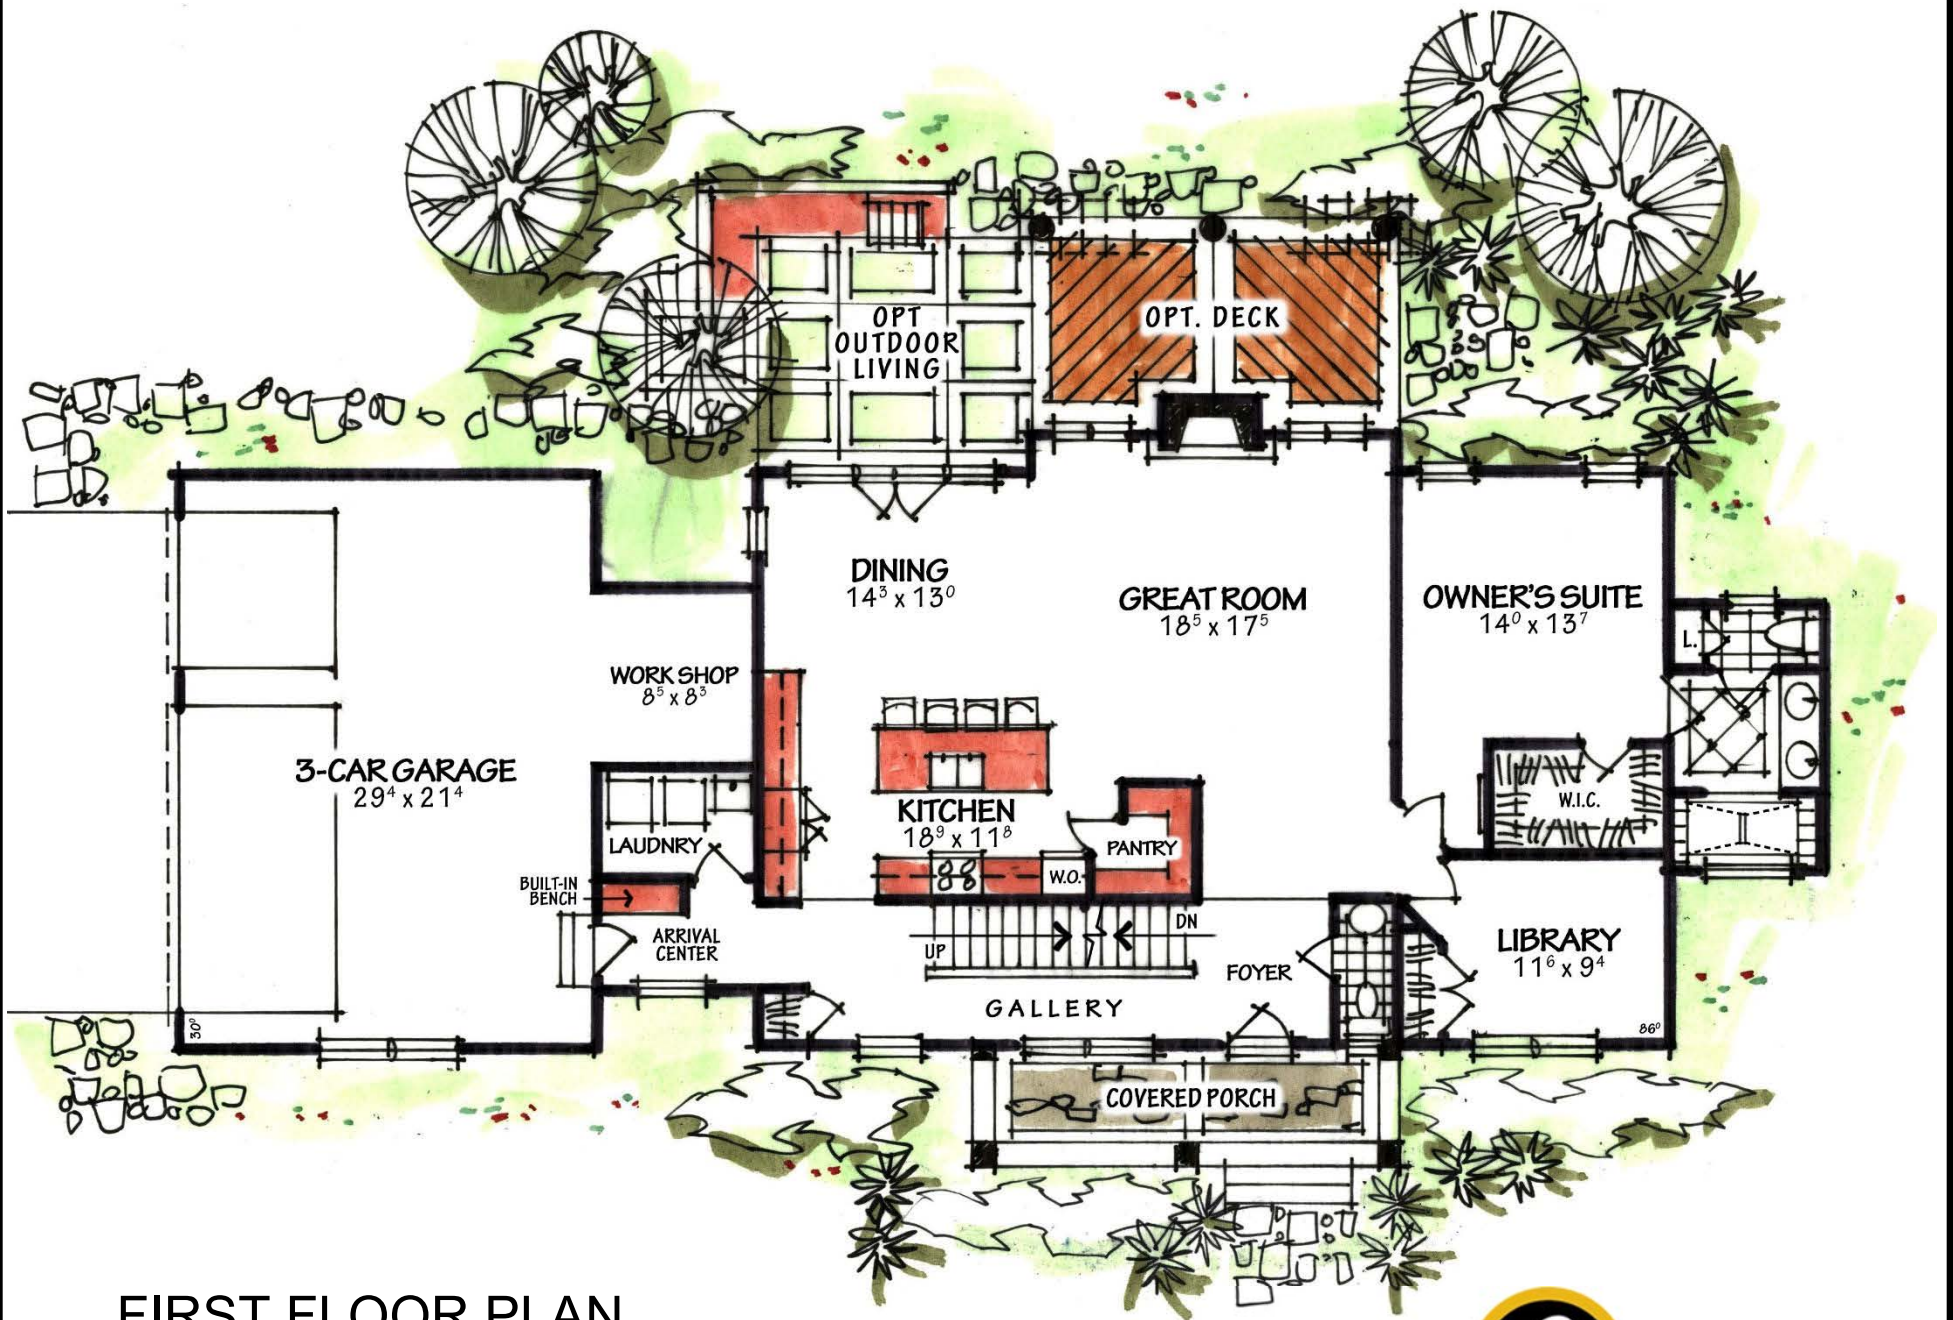 OPT
OUTDOOR
LIVING
OPT. DECK
DINING
14³ x 13⁰
GREAT ROOM
18⁵ x 17⁵
OWNER'S SUITE
14⁰ x 13⁷
L.
WORK SHOP
8⁵ x 8³
3-CAR GARAGE
29⁴ x 21⁴
KITCHEN
18⁹ x 11⁸
W.I.C.
LAUDNRY
PANTRY
W.O.
BUILT-IN
BENCH
ARRIVAL
CENTER
UP
DN
FOYER
LIBRARY
11⁶ x 9⁴
GALLERY
30⁰
86⁰
COVERED PORCH
FIRST FLOOR PLAN